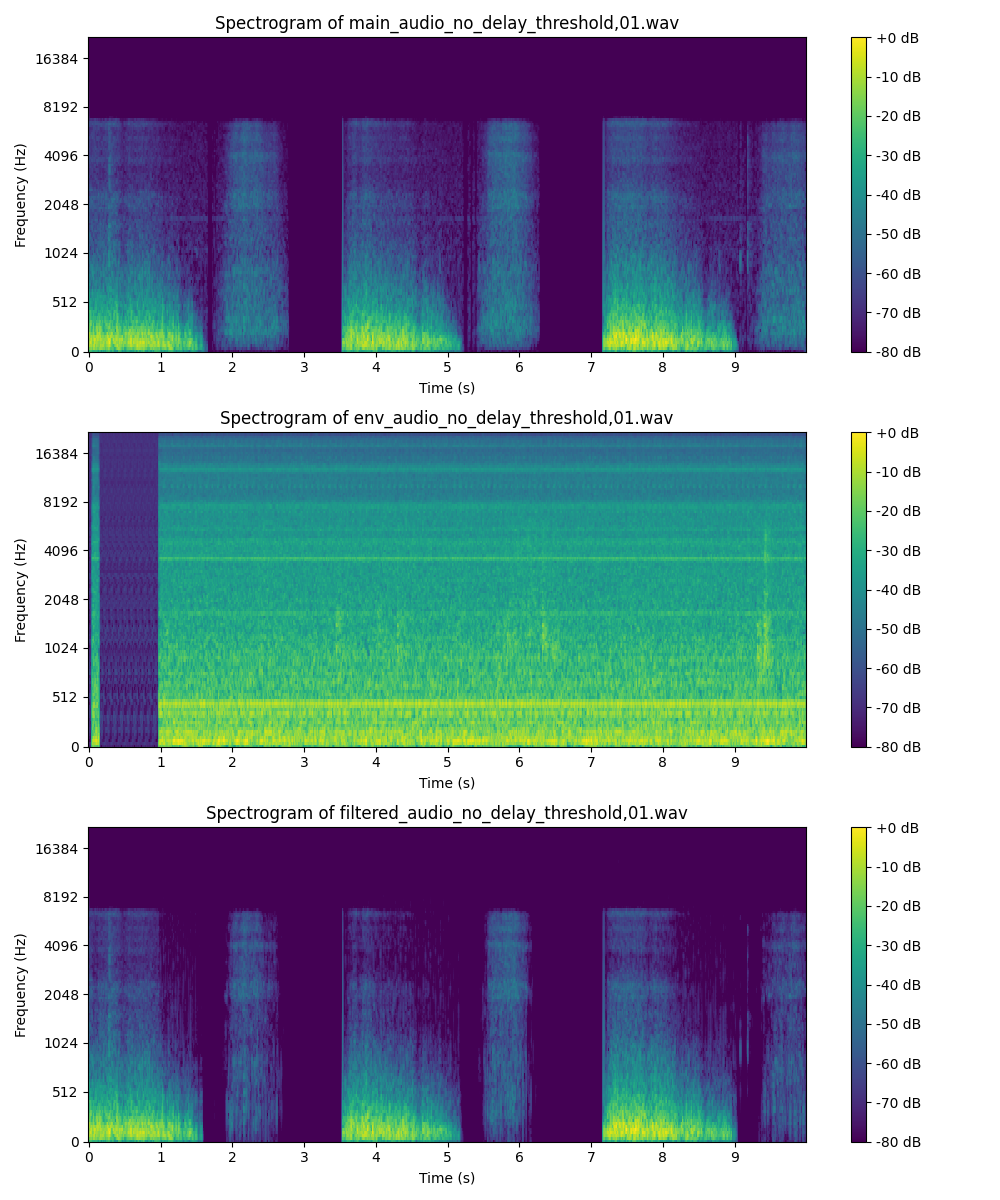 Spectrogram of main_audio_no_delay_threshold,01.wav
Frequency (Hz)
16384
8192
4096
2048
1024
512
0
0 1 2 3 4 5 6 7 8 9
Time (s)
+0 dB
-10 dB
-20 dB
-30 dB
-40 dB
-50 dB
-60 dB
-70 dB
-80 dB
Spectrogram of env_audio_no_delay_threshold,01.wav
Frequency (Hz)
16384
8192
4096
2048
1024
512
0
0 1 2 3 4 5 6 7 8 9
Time (s)
+0 dB
-10 dB
-20 dB
-30 dB
-40 dB
-50 dB
-60 dB
-70 dB
-80 dB
Spectrogram of filtered_audio_no_delay_threshold,01.wav
Frequency (Hz)
16384
8192
4096
2048
1024
512
0
0 1 2 3 4 5 6 7 8 9
Time (s)
+0 dB
-10 dB
-20 dB
-30 dB
-40 dB
-50 dB
-60 dB
-70 dB
-80 dB